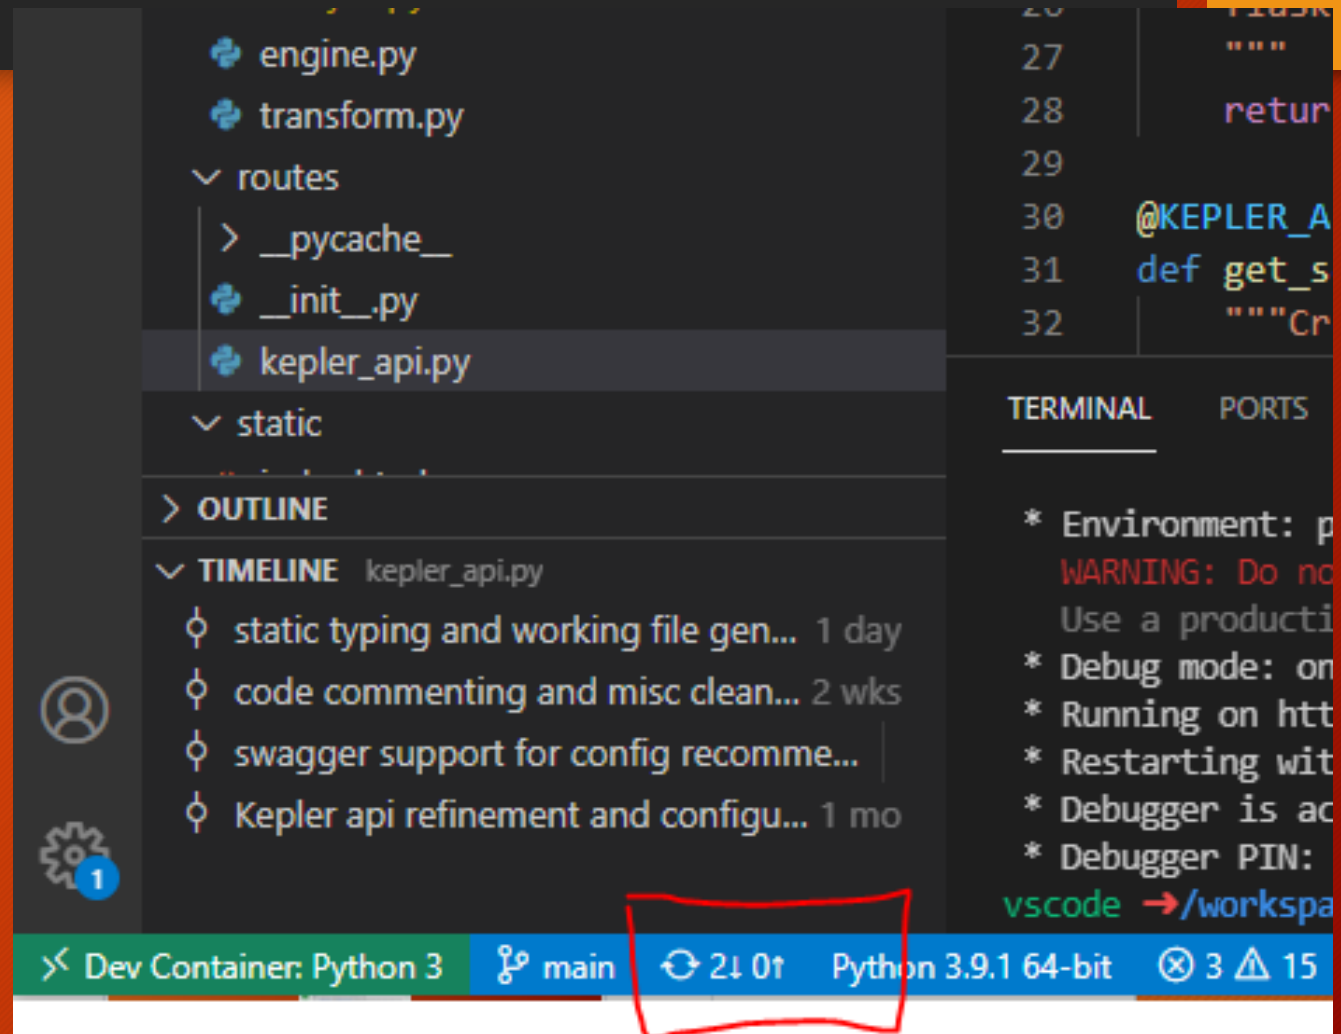 engine.py
transform.py
routes
__pycache__
__init__.py
kepler_api.py
static
OUTLINE
TIMELINE kepler_api.py
static typing and working file gen... 1 day
code commenting and misc clean... 2 wks
swagger support for config recomme...
Kepler api refinement and configu... 1 mo
1
27 """
28 retur
29
30 @KEPLER_A
31 def get_s
32 """Cr
TERMINAL PORTS
* Environment: p
WARNING: Do no
Use a producti
* Debug mode: on
* Running on htt
* Restarting wit
* Debugger is ac
* Debugger PIN:
vscode ➜/workspa
Dev Container: Python 3 main 2↓ 0↑ Python 3.9.1 64-bit 3 15